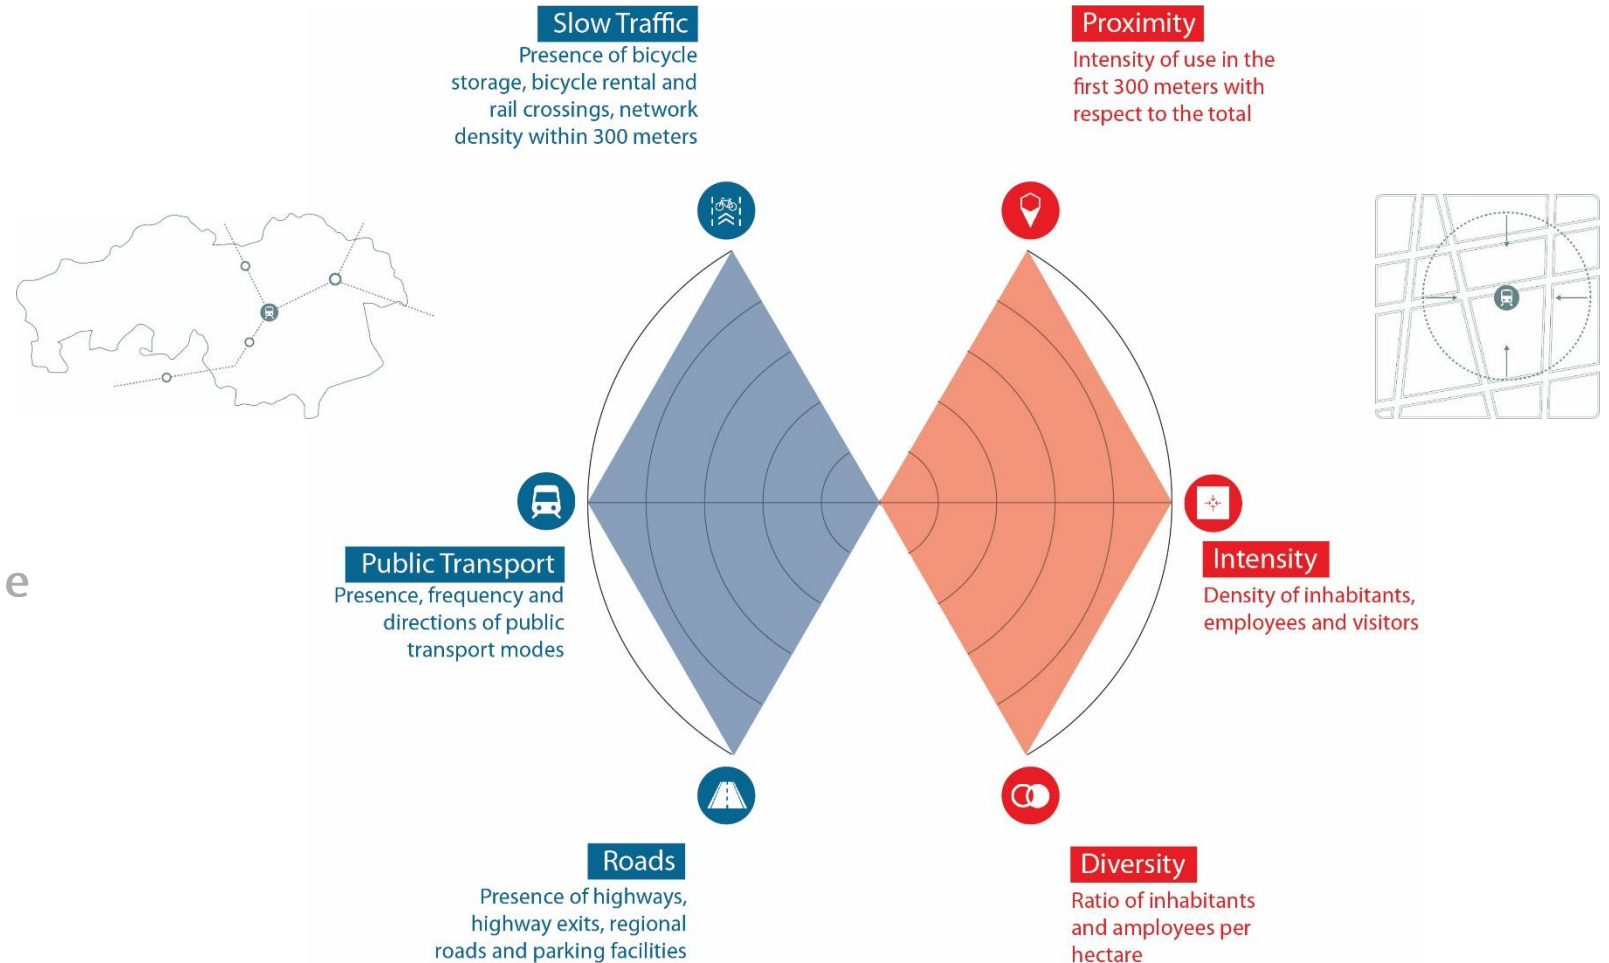 Slow Traffic
Presence of bicycle
storage, bicycle rental and
rail crossings, network
density within 300 meters
Proximity
Intensity of use in the
first 300 meters with
respect to the total
Public Transport
Presence, frequency and
directions of public
transport modes
e
Intensity
Density of inhabitants,
employees and visitors
Roads
Presence of highways,
highway exits, regional
roads and parking facilities
Diversity
Ratio of inhabitants
and amployees per
hectare